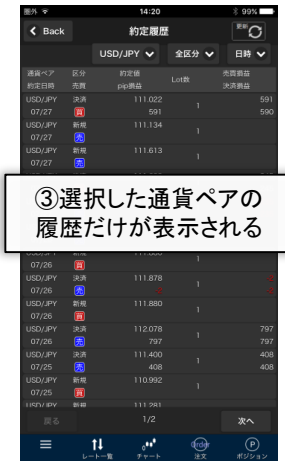 圏外 14:20 99%
Back 約定履歴 更新
USD/JPY 全区分 日時
通貨ペア 区分 約定値 Lot数 売買損益
約定日時 売買 pip損益 決済損益
USD/JPY 決済 111.022 1 591
07/27 買 591 590
USD/JPY 新規 111.134 1
07/27 売
USD/JPY 新規 111.613 1
07/27 売
③選択した通貨ペアの
履歴だけが表示される
07/26 買 1
USD/JPY 決済 111.878 1
07/26 売
USD/JPY 新規 111.880 1
07/26 買
USD/JPY 決済 112.078 1 797
07/26 売 797 797
USD/JPY 決済 111.400 1 408
07/25 売 408 408
USD/JPY 新規 110.992 1
07/25 買
USD/JPY 新規 111.281
戻る 1/2 次へ
レート一覧 チャート Order 注文 P ポジション